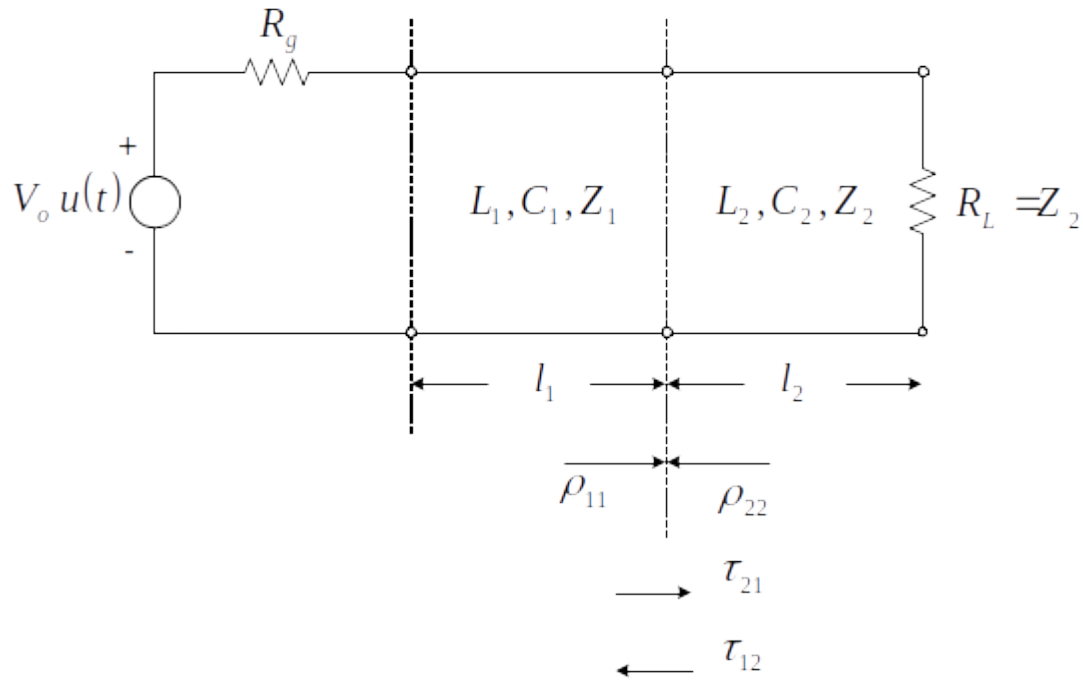 R_g
+
V_o u(t)
-
L_1, C_1, Z_1
L_2, C_2, Z_2
R_L = Z_2
l_1
l_2
ρ_11
ρ_22
τ_21
τ_12